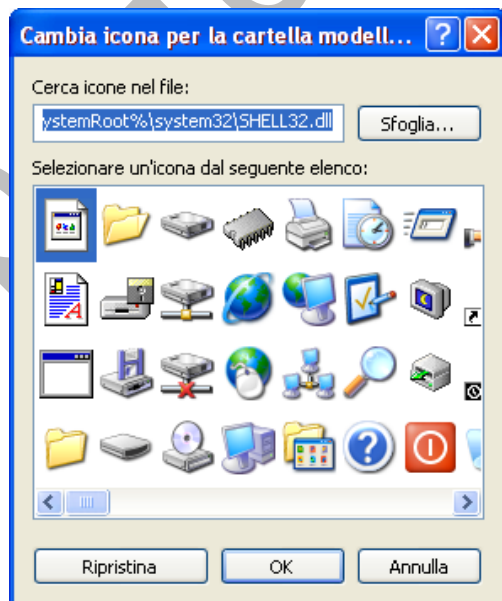 Cambia icona per la cartella modell...
Cerca icone nel file:
ystemRoot%\system32\SHELL32.dll
Sfoglia...
Selezionare un'icona dal seguente elenco:
Ripristina
OK
Annulla